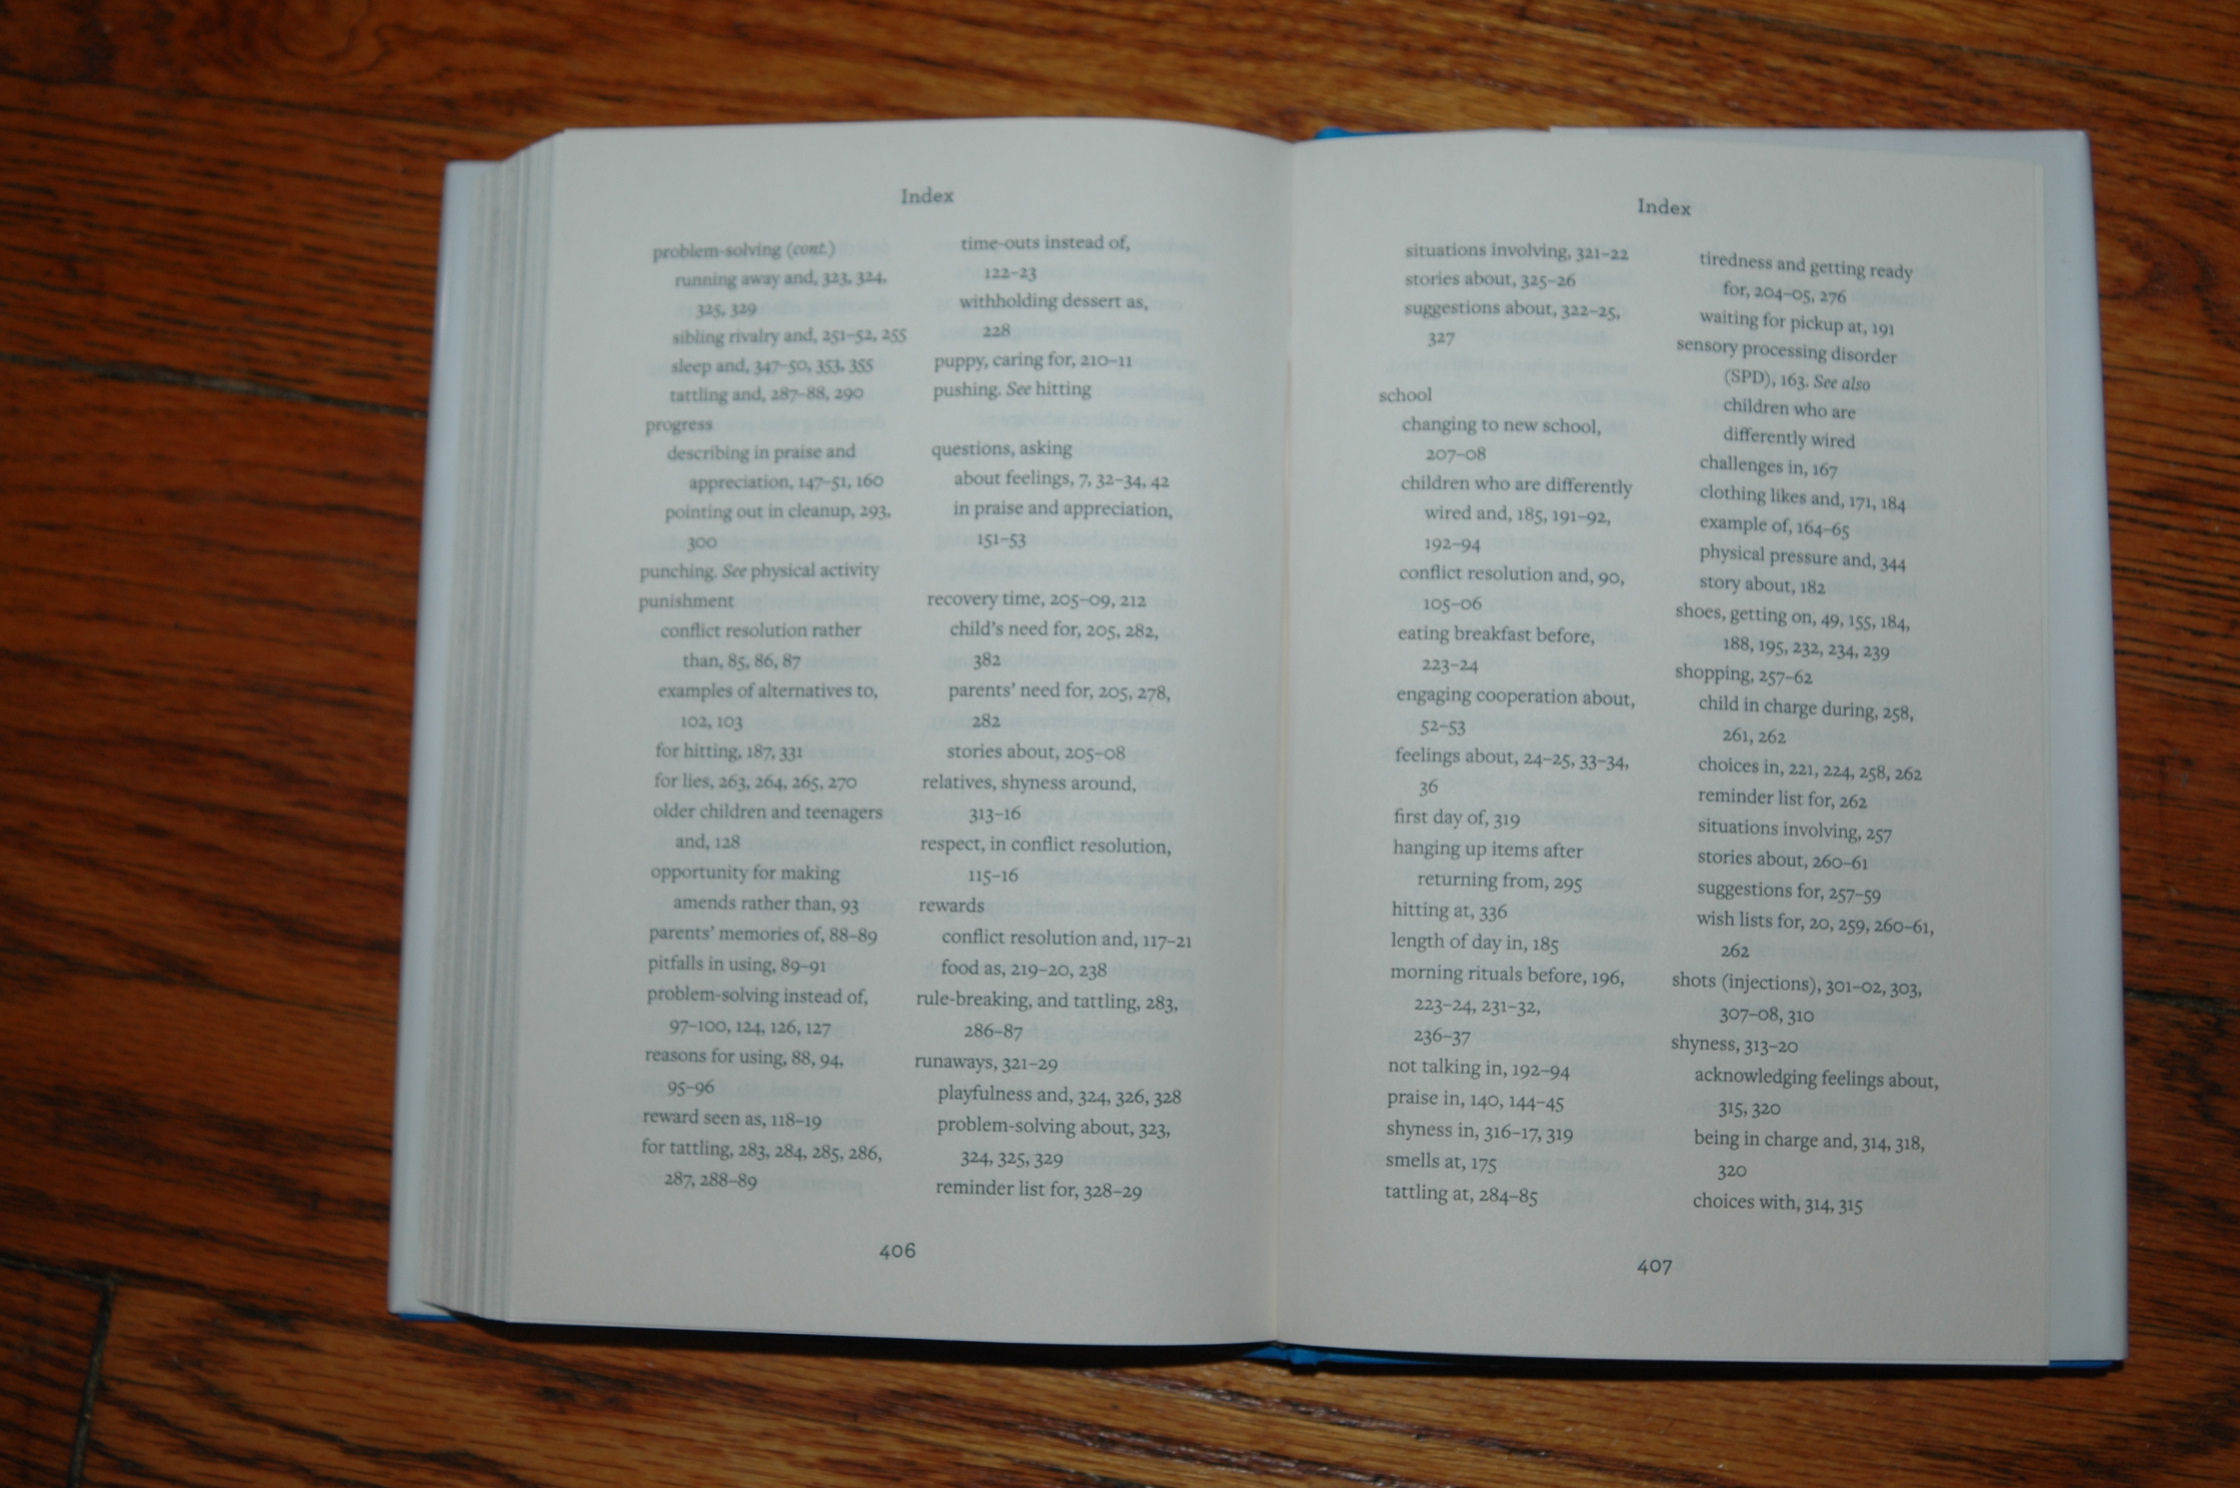 Index
problem-solving (cont.)
running away and, 323, 324,
325, 329
sibling rivalry and, 251–52, 255
sleep and, 347–50, 353, 355
tattling and, 287–88, 290
progress
describing in praise and
appreciation, 147–51, 160
pointing out in cleanup, 293,
300
punching. See physical activity
punishment
conflict resolution rather
than, 85, 86, 87
examples of alternatives to,
102, 103
for hitting, 187, 331
for lies, 263, 264, 265, 270
older children and teenagers
and, 128
opportunity for making
amends rather than, 93
parents' memories of, 88–89
pitfalls in using, 89–91
problem-solving instead of,
97–100, 124, 126, 127
reasons for using, 88, 94,
95–96
reward seen as, 118–19
for tattling, 283, 284, 285, 286,
287, 288–89
time-outs instead of,
122–23
withholding dessert as,
228
puppy, caring for, 210–11
pushing. See hitting
questions, asking
about feelings, 7, 32–34, 42
in praise and appreciation,
151–53
recovery time, 205–09, 212
child's need for, 205, 282,
382
parents' need for, 205, 278,
282
stories about, 205–08
relatives, shyness around,
313–16
respect, in conflict resolution,
115–16
rewards
conflict resolution and, 117–21
food as, 219–20, 238
rule-breaking, and tattling, 283,
286–87
runaways, 321–29
playfulness and, 324, 326, 328
problem-solving about, 323,
324, 325, 329
reminder list for, 328–29
406
Index
situations involving, 321–22
stories about, 325–26
suggestions about, 322–25,
327
school
changing to new school,
207–08
children who are differently
wired and, 185, 191–92,
192–94
conflict resolution and, 90,
105–06
eating breakfast before,
223–24
engaging cooperation about,
52–53
feelings about, 24–25, 33–34,
36
first day of, 319
hanging up items after
returning from, 295
hitting at, 336
length of day in, 185
morning rituals before, 196,
223–24, 231–32,
236–37
not talking in, 192–94
praise in, 140, 144–45
shyness in, 316–17, 319
smells at, 175
tattling at, 284–85
tiredness and getting ready
for, 204–05, 276
waiting for pickup at, 191
sensory processing disorder
(SPD), 163. See also
children who are
differently wired
challenges in, 167
clothing likes and, 171, 184
example of, 164–65
physical pressure and, 344
story about, 182
shoes, getting on, 49, 155, 184,
188, 195, 232, 234, 239
shopping, 257–62
child in charge during, 258,
261, 262
choices in, 221, 224, 258, 262
reminder list for, 262
situations involving, 257
stories about, 260–61
suggestions for, 257–59
wish lists for, 20, 259, 260–61,
262
shots (injections), 301–02, 303,
307–08, 310
shyness, 313–20
acknowledging feelings about,
315, 320
being in charge and, 314, 318,
320
choices with, 314, 315
407